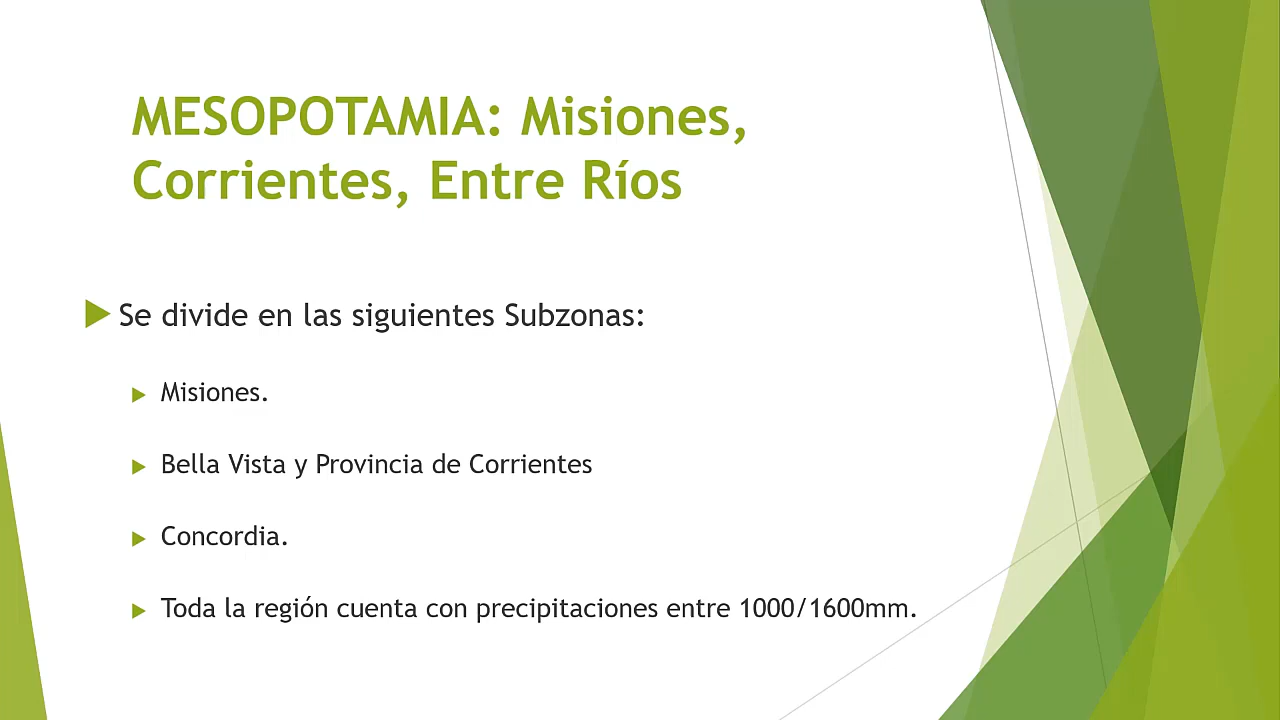 MESOPOTAMIA: Misiones,
Corrientes, Entre Ríos
Se divide en las siguientes Subzonas:
Misiones.
Bella Vista y Provincia de Corrientes
Concordia.
Toda la región cuenta con precipitaciones entre 1000/1600mm.